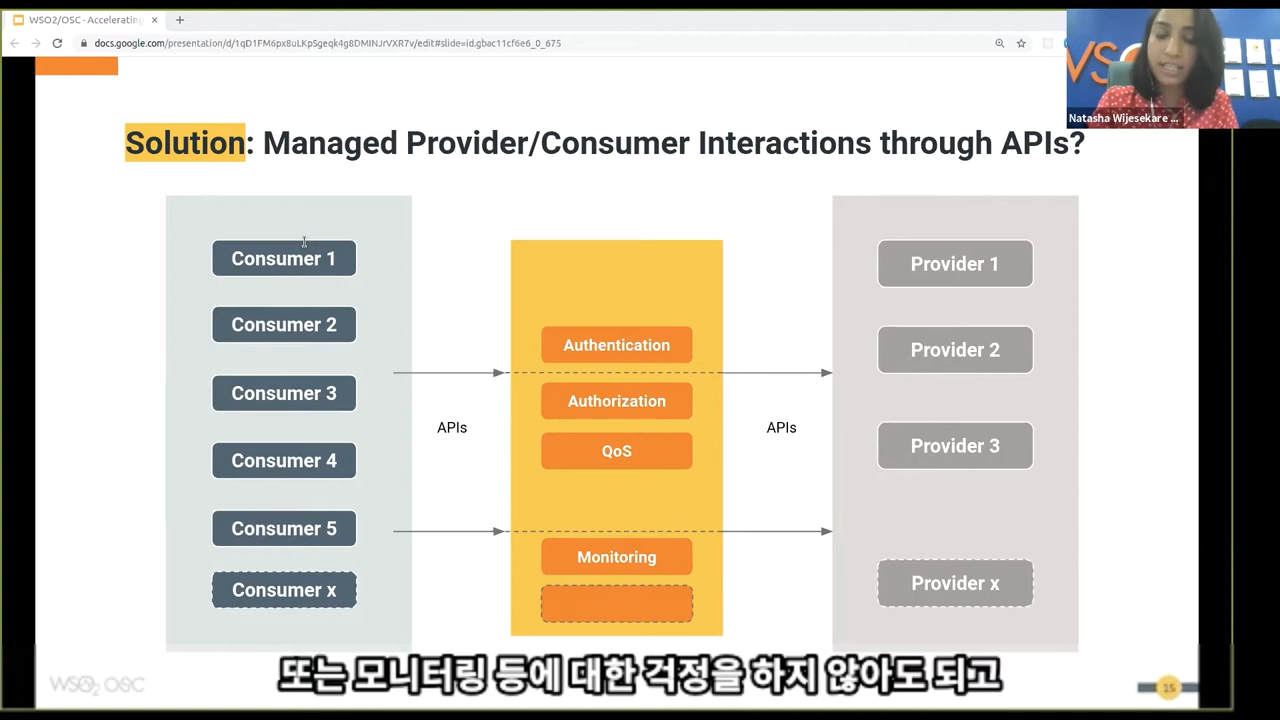 WSO2/OSC - Accelerating
docs.google.com/presentation/d/1qD1FM6px8uLKpSgeqk4g8DMINJrVXR7v/edit#slide=id.gbac11cf6e6_0_675
Natasha Wijesekare ...
Solution: Managed Provider/Consumer Interactions through APIs?
Consumer 1
Consumer 2
Consumer 3
Consumer 4
Consumer 5
Consumer x
APIs
Authentication
Authorization
QoS
Monitoring
APIs
Provider 1
Provider 2
Provider 3
Provider x
또는 모니터링 등에 대한 걱정을 하지 않아도 되고
WSO2 OSC
15